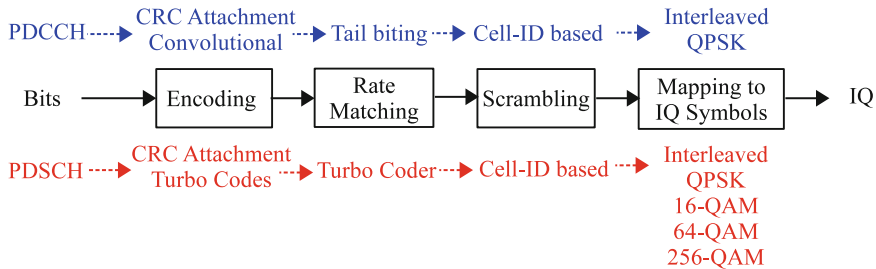 PDCCH
CRC Attachment
Convolutional
Tail biting
Cell-ID based
Interleaved
QPSK
Bits
Encoding
Rate
Matching
Scrambling
Mapping to
IQ Symbols
IQ
PDSCH
CRC Attachment
Turbo Codes
Turbo Coder
Cell-ID based
Interleaved
QPSK
16-QAM
64-QAM
256-QAM